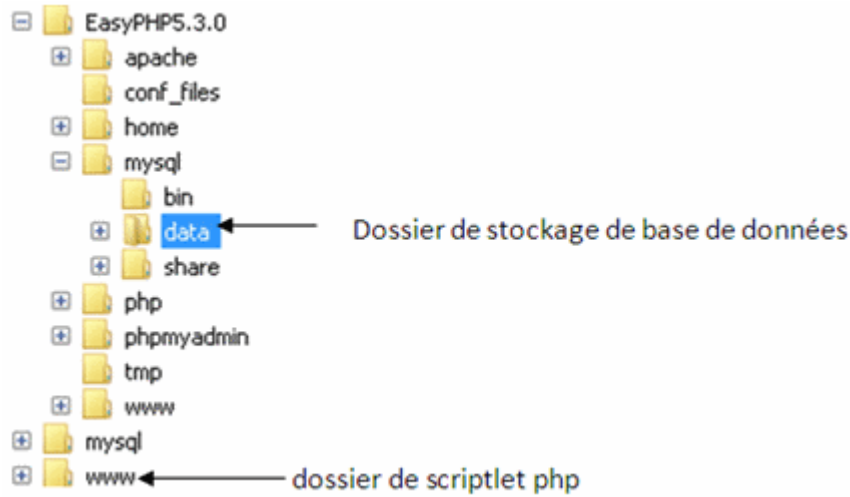 EasyPHP5.3.0
apache
conf_files
home
mysql
bin
data Dossier de stockage de base de données
share
php
phpmyadmin
tmp
www
mysql
www dossier de scriptlet php